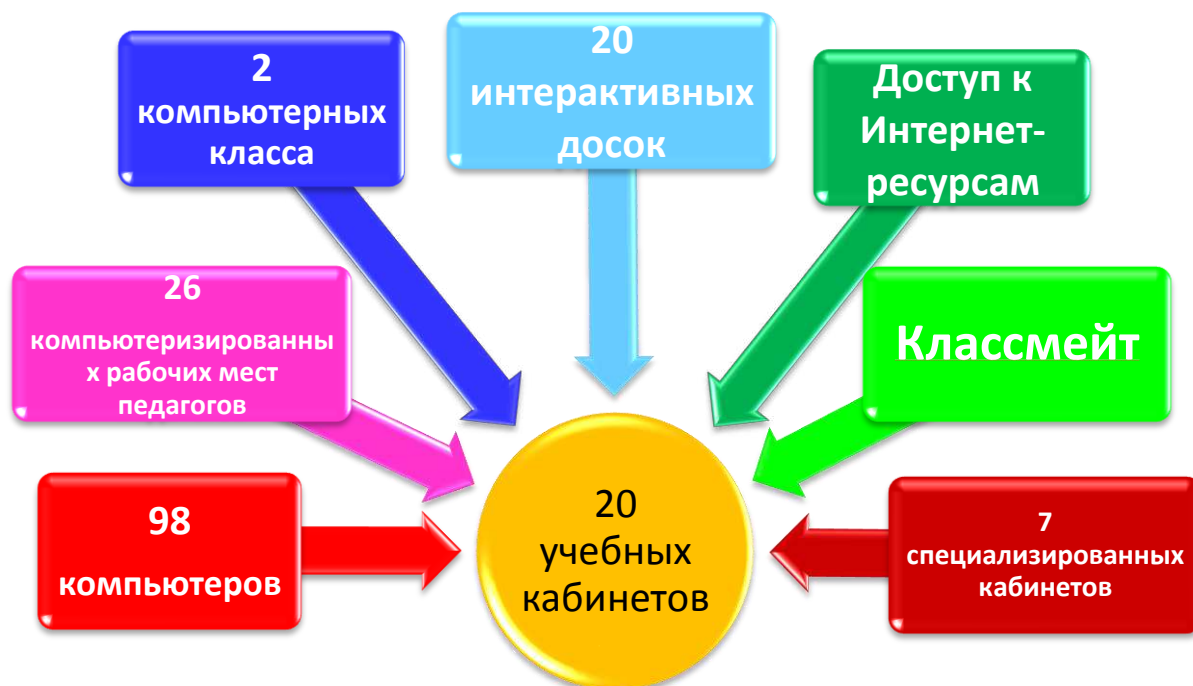 2
компьютерных
класса
20
интерактивных
досок
Доступ к
Интернет-
ресурсам
26
компьютеризированны
х рабочих мест
педагогов
Классмейт
98
компьютеров
20
учебных
кабинетов
7
специализированных
кабинетов